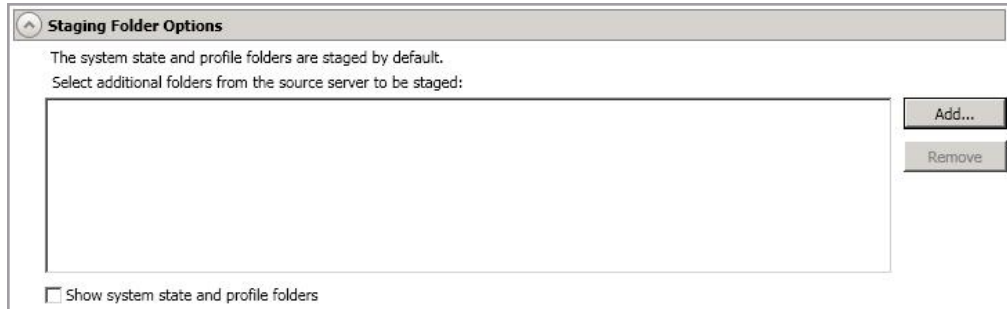 Staging Folder Options
The system state and profile folders are staged by default.
Select additional folders from the source server to be staged:
Add...
Remove
Show system state and profile folders